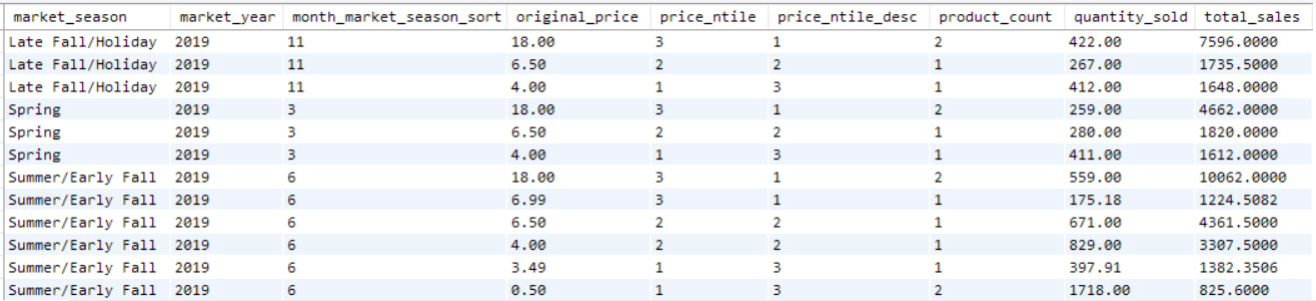 market_season market_year month_market_season_sort original_price price_ntile price_ntile_desc product_count quantity_sold total_sales
Late Fall/Holiday 2019 11 18.00 3 1 2 422.00 7596.0000
Late Fall/Holiday 2019 11 6.50 2 2 1 267.00 1735.5000
Late Fall/Holiday 2019 11 4.00 1 3 1 412.00 1648.0000
Spring 2019 3 18.00 3 1 2 259.00 4662.0000
Spring 2019 3 6.50 2 2 1 280.00 1820.0000
Spring 2019 3 4.00 1 3 1 411.00 1612.0000
Summer/Early Fall 2019 6 18.00 3 1 2 559.00 10062.0000
Summer/Early Fall 2019 6 6.99 3 1 1 175.18 1224.5082
Summer/Early Fall 2019 6 6.50 2 2 1 671.00 4361.5000
Summer/Early Fall 2019 6 4.00 2 2 1 829.00 3307.5000
Summer/Early Fall 2019 6 3.49 1 3 1 397.91 1382.3506
Summer/Early Fall 2019 6 0.50 1 3 2 1718.00 825.6000